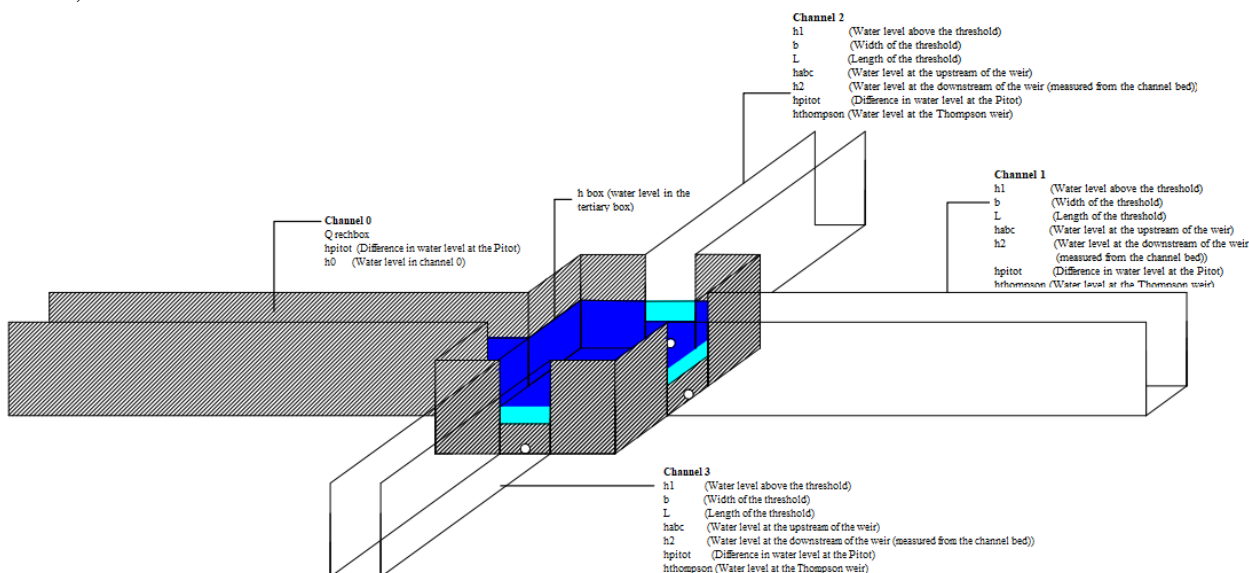 Channel 2
h1 (Water level above the threshold)
b (Width of the threshold)
L (Length of the threshold)
habc (Water level at the upstream of the weir)
h2 (Water level at the downstream of the weir (measured from the channel bed))
hpitot (Difference in water level at the Pitot)
hthompson (Water level at the Thompson weir)
Channel 1
h1 (Water level above the threshold)
b (Width of the threshold)
L (Length of the threshold)
habc (Water level at the upstream of the weir)
h2 (Water level at the downstream of the weir
(measured from the channel bed))
hpitot (Difference in water level at the Pitot)
hthompson (Water level at the Thompson weir)
h box (water level in the
tertiary box)
Channel 0
Q rechbox
hpitot (Difference in water level at the Pitot)
h0 (Water level in channel 0)
Channel 3
h1 (Water level above the threshold)
b (Width of the threshold)
L (Length of the threshold)
habc (Water level at the upstream of the weir)
h2 (Water level at the downstream of the weir (measured from the channel bed))
hpitot (Difference in water level at the Pitot)
hthompson (Water level at the Thompson weir)